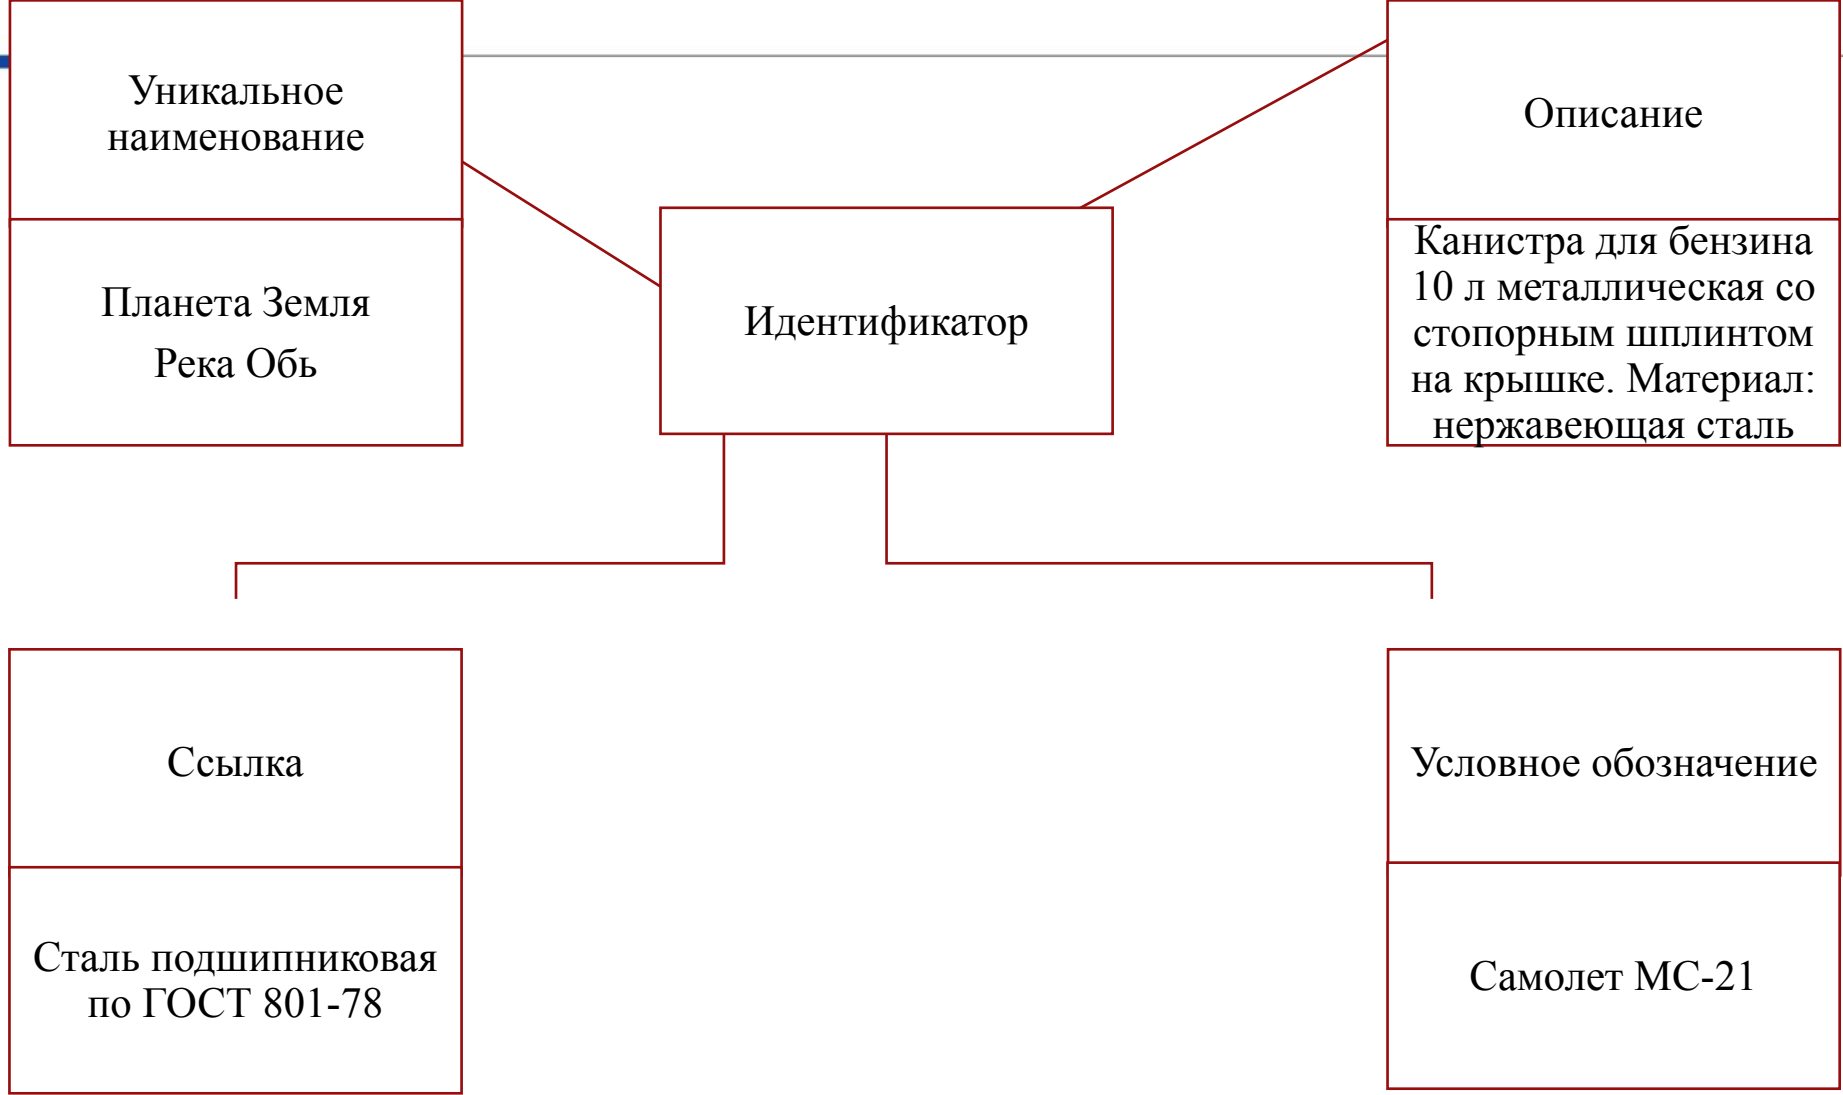 Уникальное
наименование
Планета Земля
Река Обь
Идентификатор
Описание
Канистра для бензина
10 л металлическая со
стопорным шплинтом
на крышке. Материал:
нержавеющая сталь
Ссылка
Сталь подшипниковая
по ГОСТ 801-78
Условное обозначение
Самолет МС-21